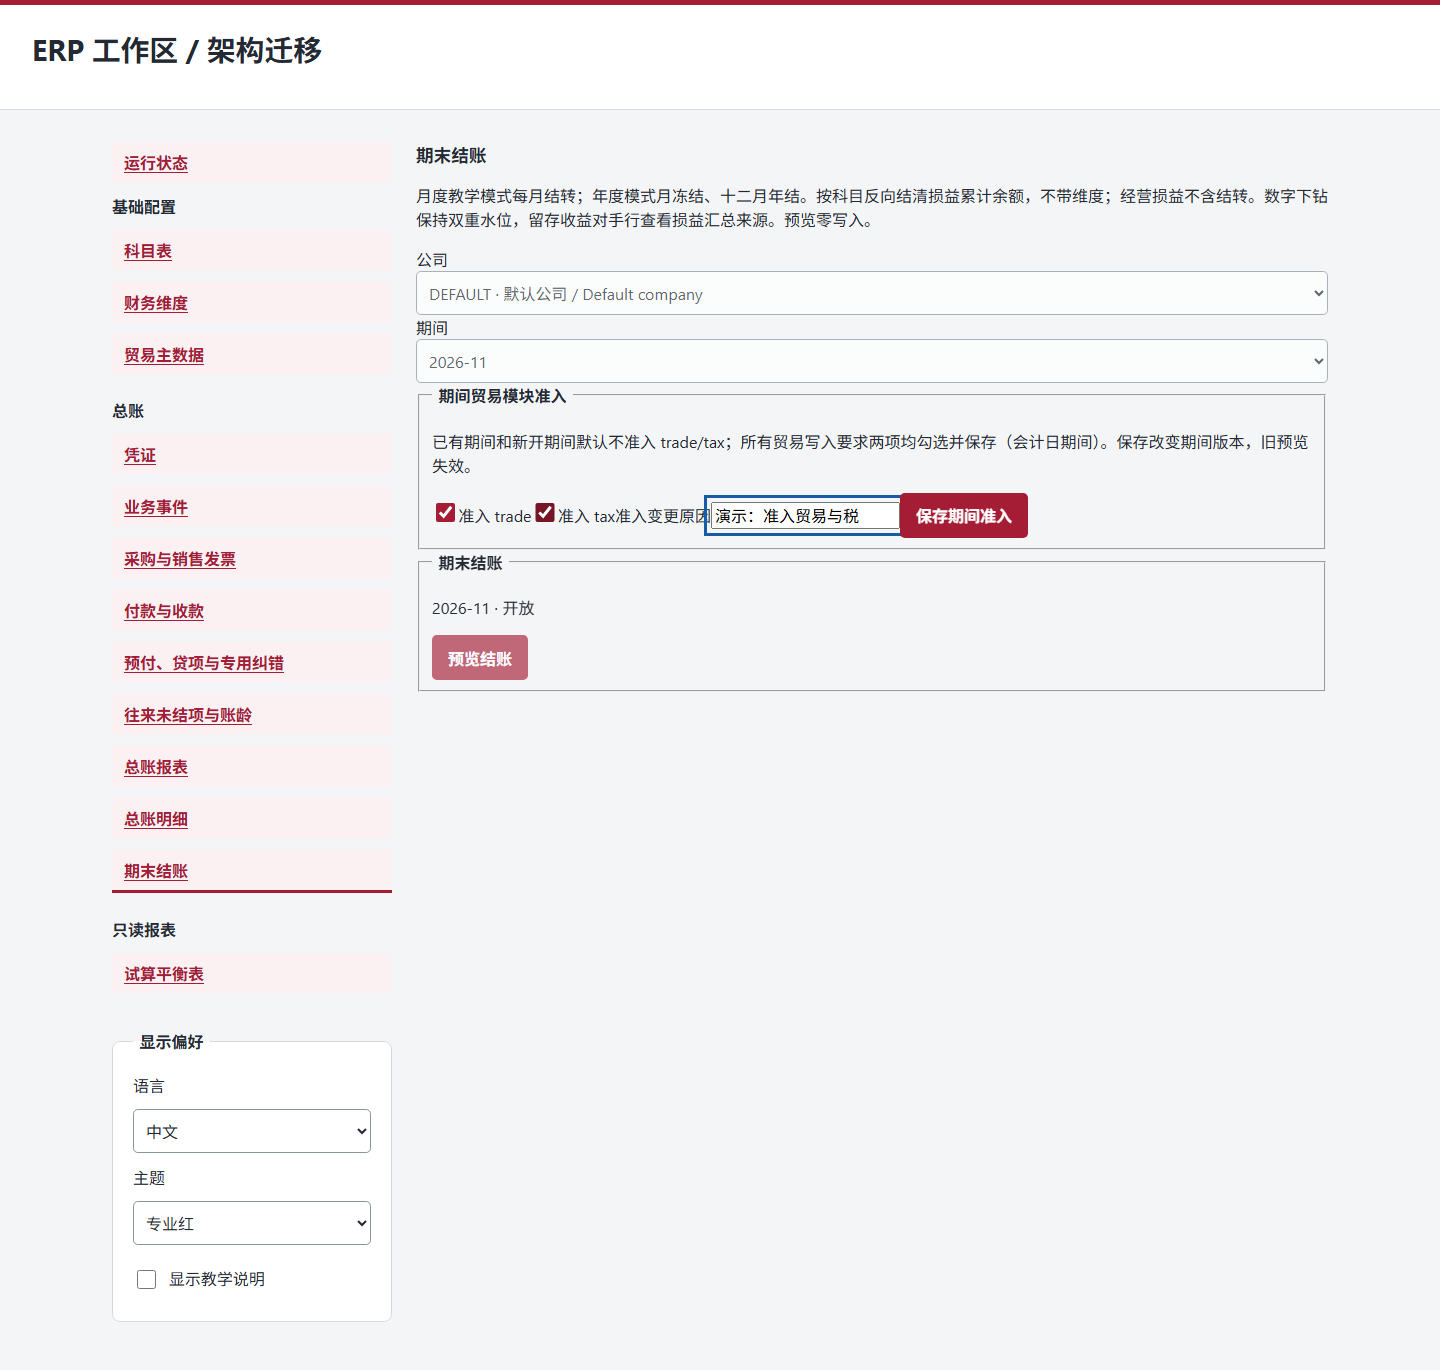 ERP 工作区 / 架构迁移
运行状态
基础配置
科目表
财务维度
贸易主数据
总账
凭证
业务事件
采购与销售发票
付款与收款
预付、贷项与专用纠错
往来未结项与账龄
总账报表
总账明细
期末结账
只读报表
试算平衡表
显示偏好
语言
中文
主题
专业红
显示教学说明
期末结账
月度教学模式每月结转；年度模式月冻结、十二月年结。按科目反向结清损益累计余额，不带维度；经营损益不含结转。数字下钻
保持双重水位，留存收益对手行查看损益汇总来源。预览零写入。
公司
DEFAULT · 默认公司 / Default company
期间
2026-11
期间贸易模块准入
已有期间和新开期间默认不准入 trade/tax；所有贸易写入要求两项均勾选并保存（会计日期间）。保存改变期间版本，旧预览
失效。
准入 trade 准入 tax准入变更原因 演示：准入贸易与税 保存期间准入
期末结账
2026-11 · 开放
预览结账